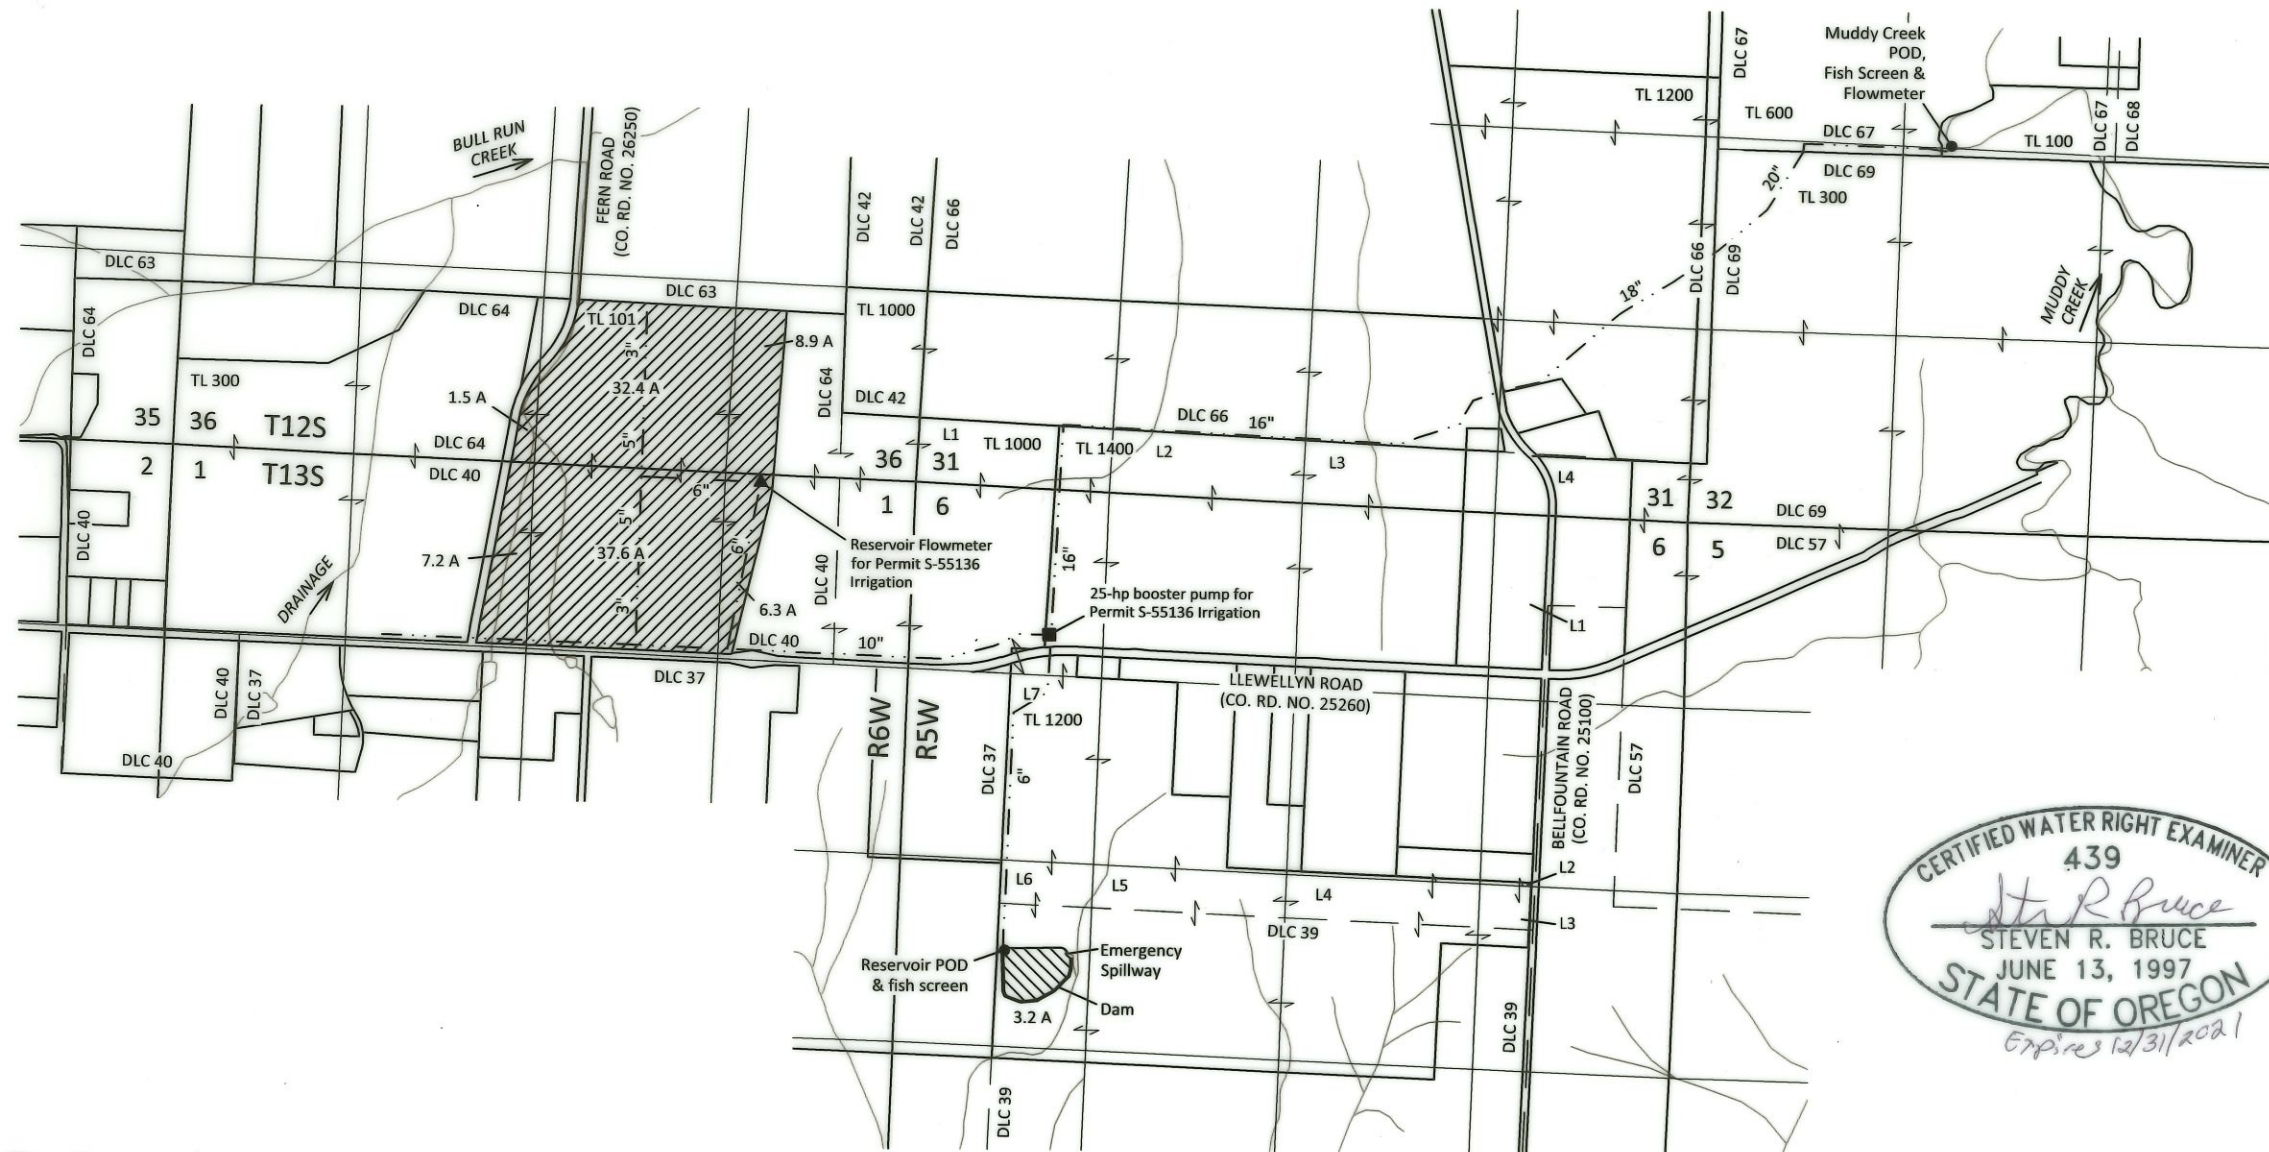 Muddy Creek
POD,
Fish Screen &
Flowmeter
DLC 67
TL 1200
TL 600
DLC 67
TL 100
DLC 67
DLC 68
DLC 69
TL 300
20"
BULL RUN
CREEK
FERN ROAD
(CO. RD. NO. 26250)
DLC 42
DLC 42
DLC 66
DLC 66
DLC 69
18"
MUDDY
CREEK
DLC 63
DLC 64
DLC 64
DLC 63
TL 101
3"
8.9 A
TL 1000
TL 300
32.4 A
1.5 A
DLC 64
DLC 42
35
36
T12S
DLC 64
5"
L1
TL 1000
DLC 66
16"
TL 1400
L2
L3
2
1
T13S
DLC 40
6"
36
31
L4
1
6
31
32
DLC 69
6
5
DLC 57
DLC 40
5"
37.6 A
7.2 A
6"
Reservoir Flowmeter
for Permit S-55136
Irrigation
DLC 40
16"
25-hp booster pump for
Permit S-55136 Irrigation
DRAINAGE
3"
6.3 A
DLC 40
10"
L1
DLC 40
DLC 37
DLC 37
DLC 40
R6W
R5W
L7
TL 1200
LLEWELLYN ROAD
(CO. RD. NO. 25260)
DLC 37
6"
BELLFOUNTAIN ROAD
(CO. RD. NO. 25100)
DLC 57
L6
L5
L4
L2
L3
DLC 39
Reservoir POD
& fish screen
Emergency
Spillway
Dam
3.2 A
DLC 39
DLC 39
CERTIFIED WATER RIGHT EXAMINER
439
Ste R Bruce
STEVEN R. BRUCE
JUNE 13, 1997
STATE OF OREGON
Expires 12/31/2021